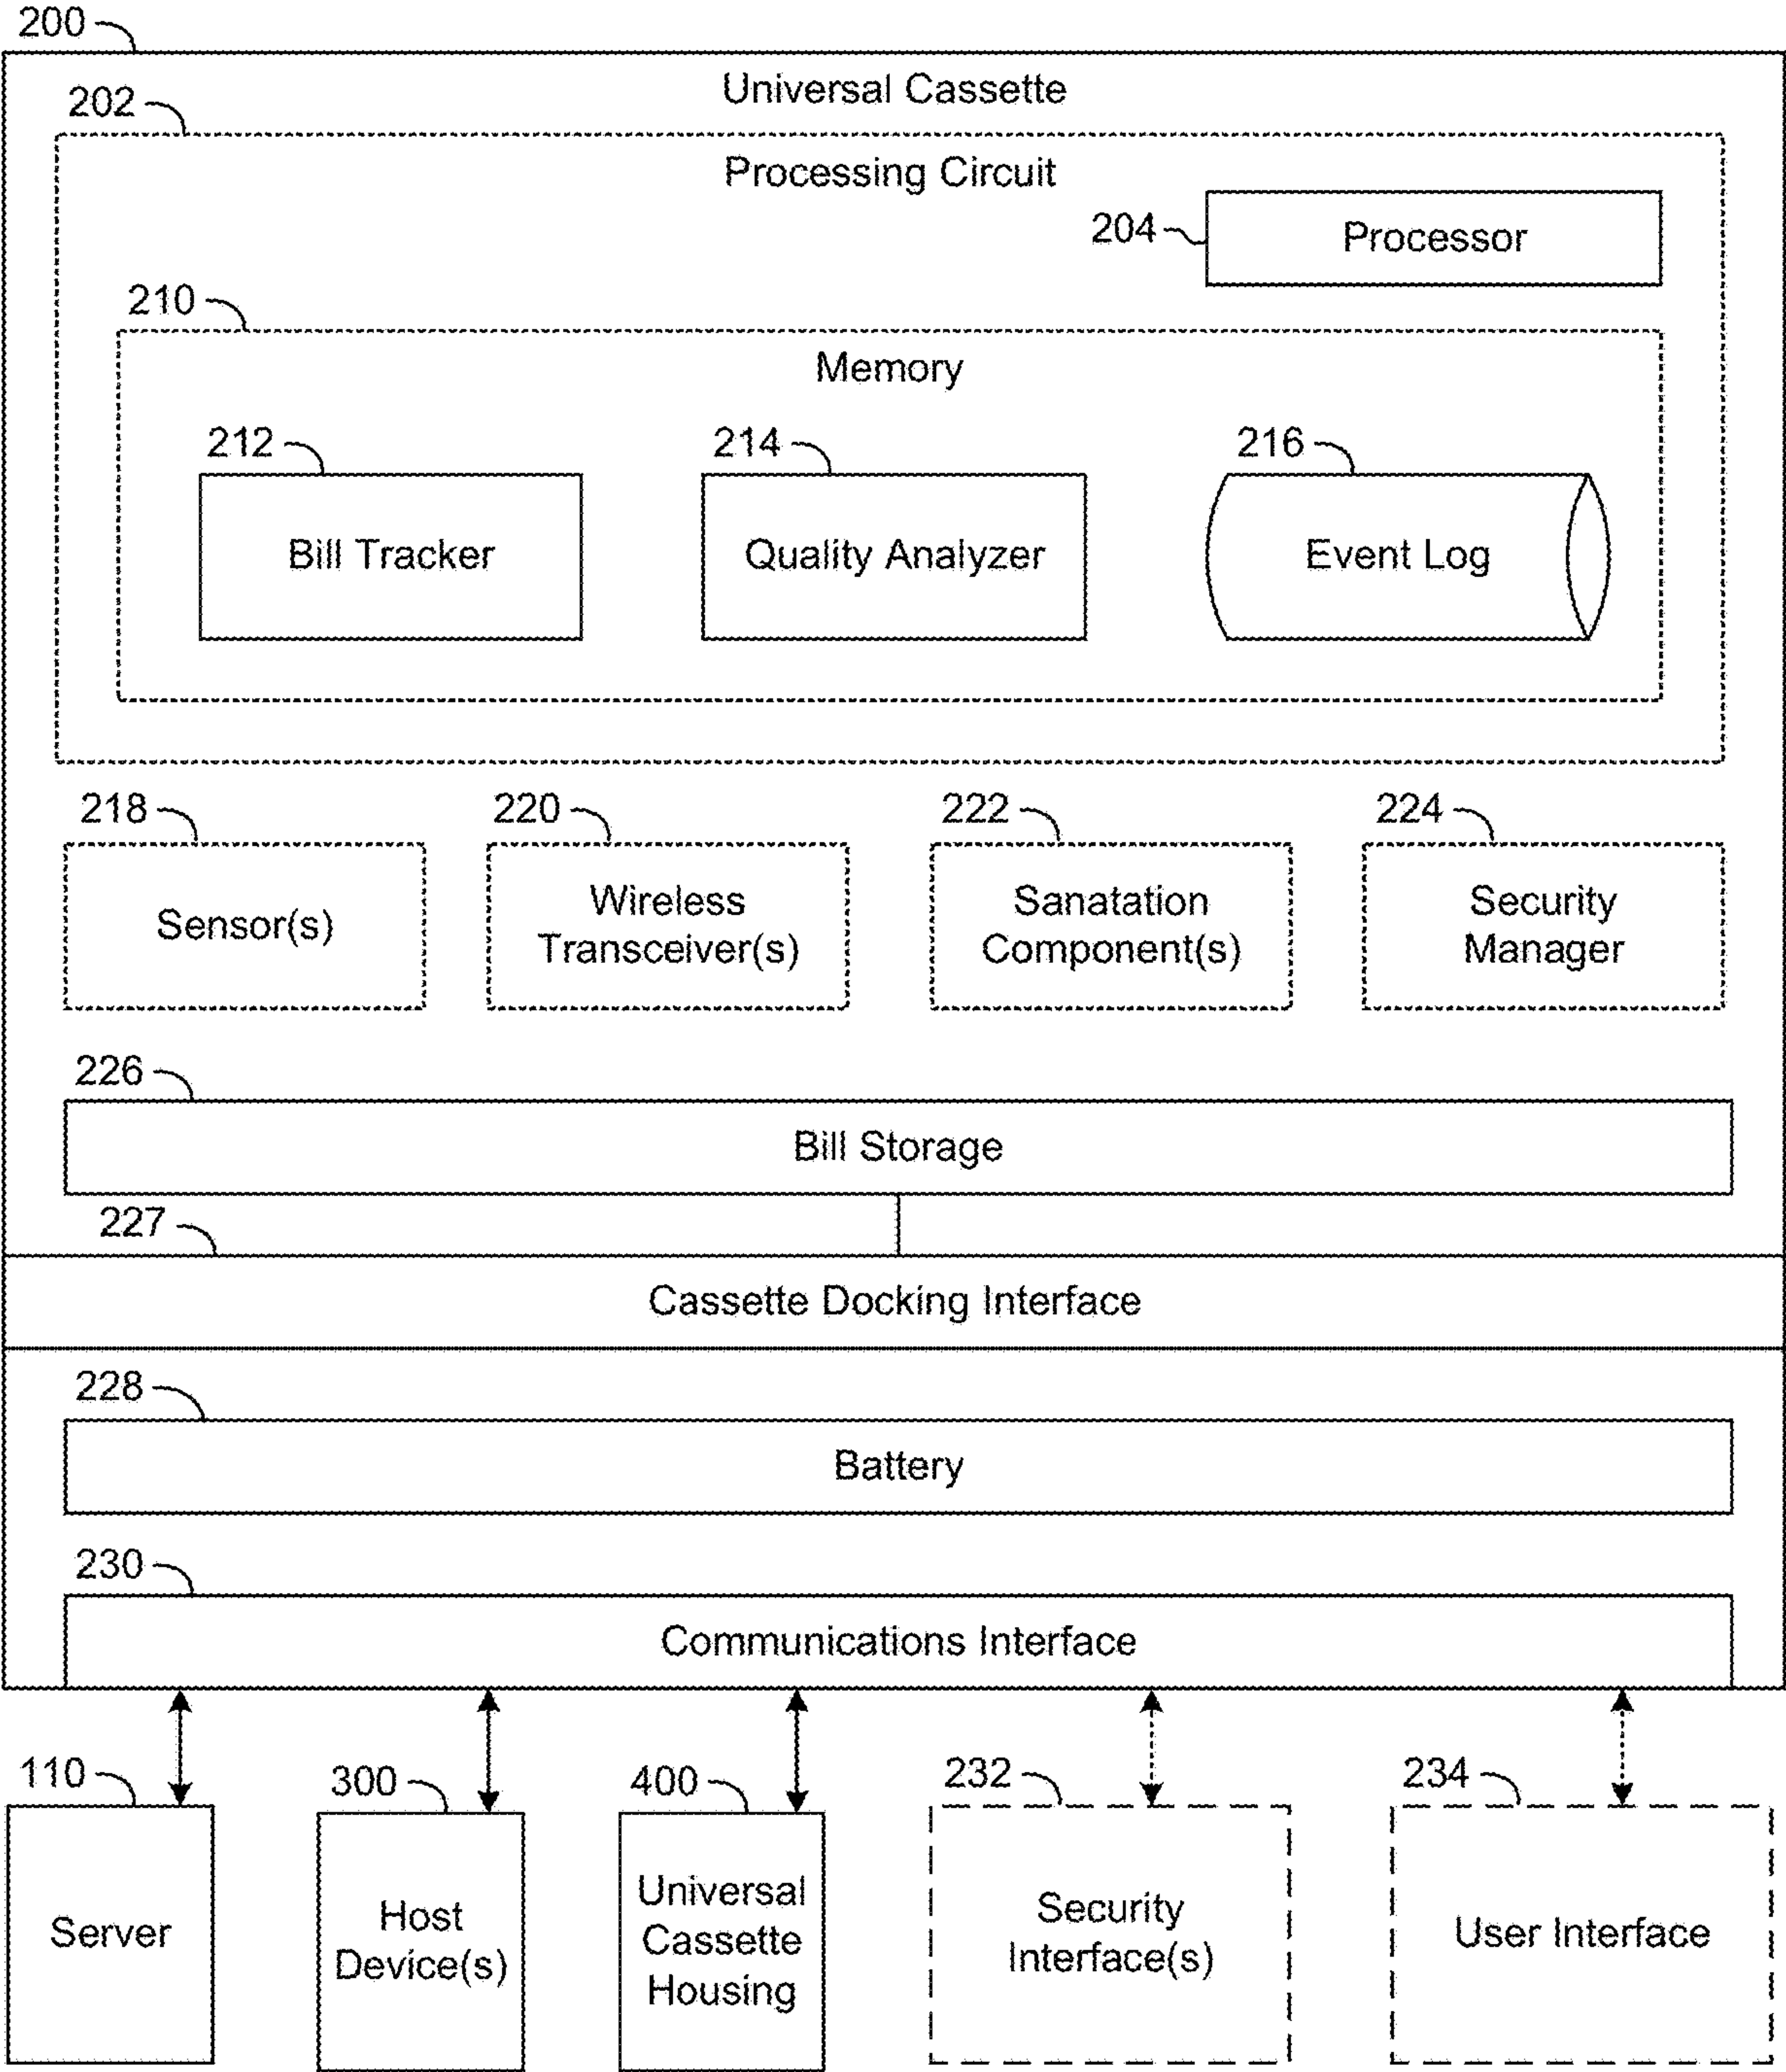 200
Universal Cassette
202
Processing Circuit
204
Processor
210
Memory
212
214
216
Bill Tracker
Quality Analyzer
Event Log
218
220
222
224
Sensor(s)
Wireless
Transceiver(s)
Sanatation
Component(s)
Security
Manager
226
Bill Storage
227
Cassette Docking Interface
228
Battery
230
Communications Interface
110
300
400
232
234
Server
Host
Device(s)
Universal
Cassette
Housing
Security
Interface(s)
User Interface